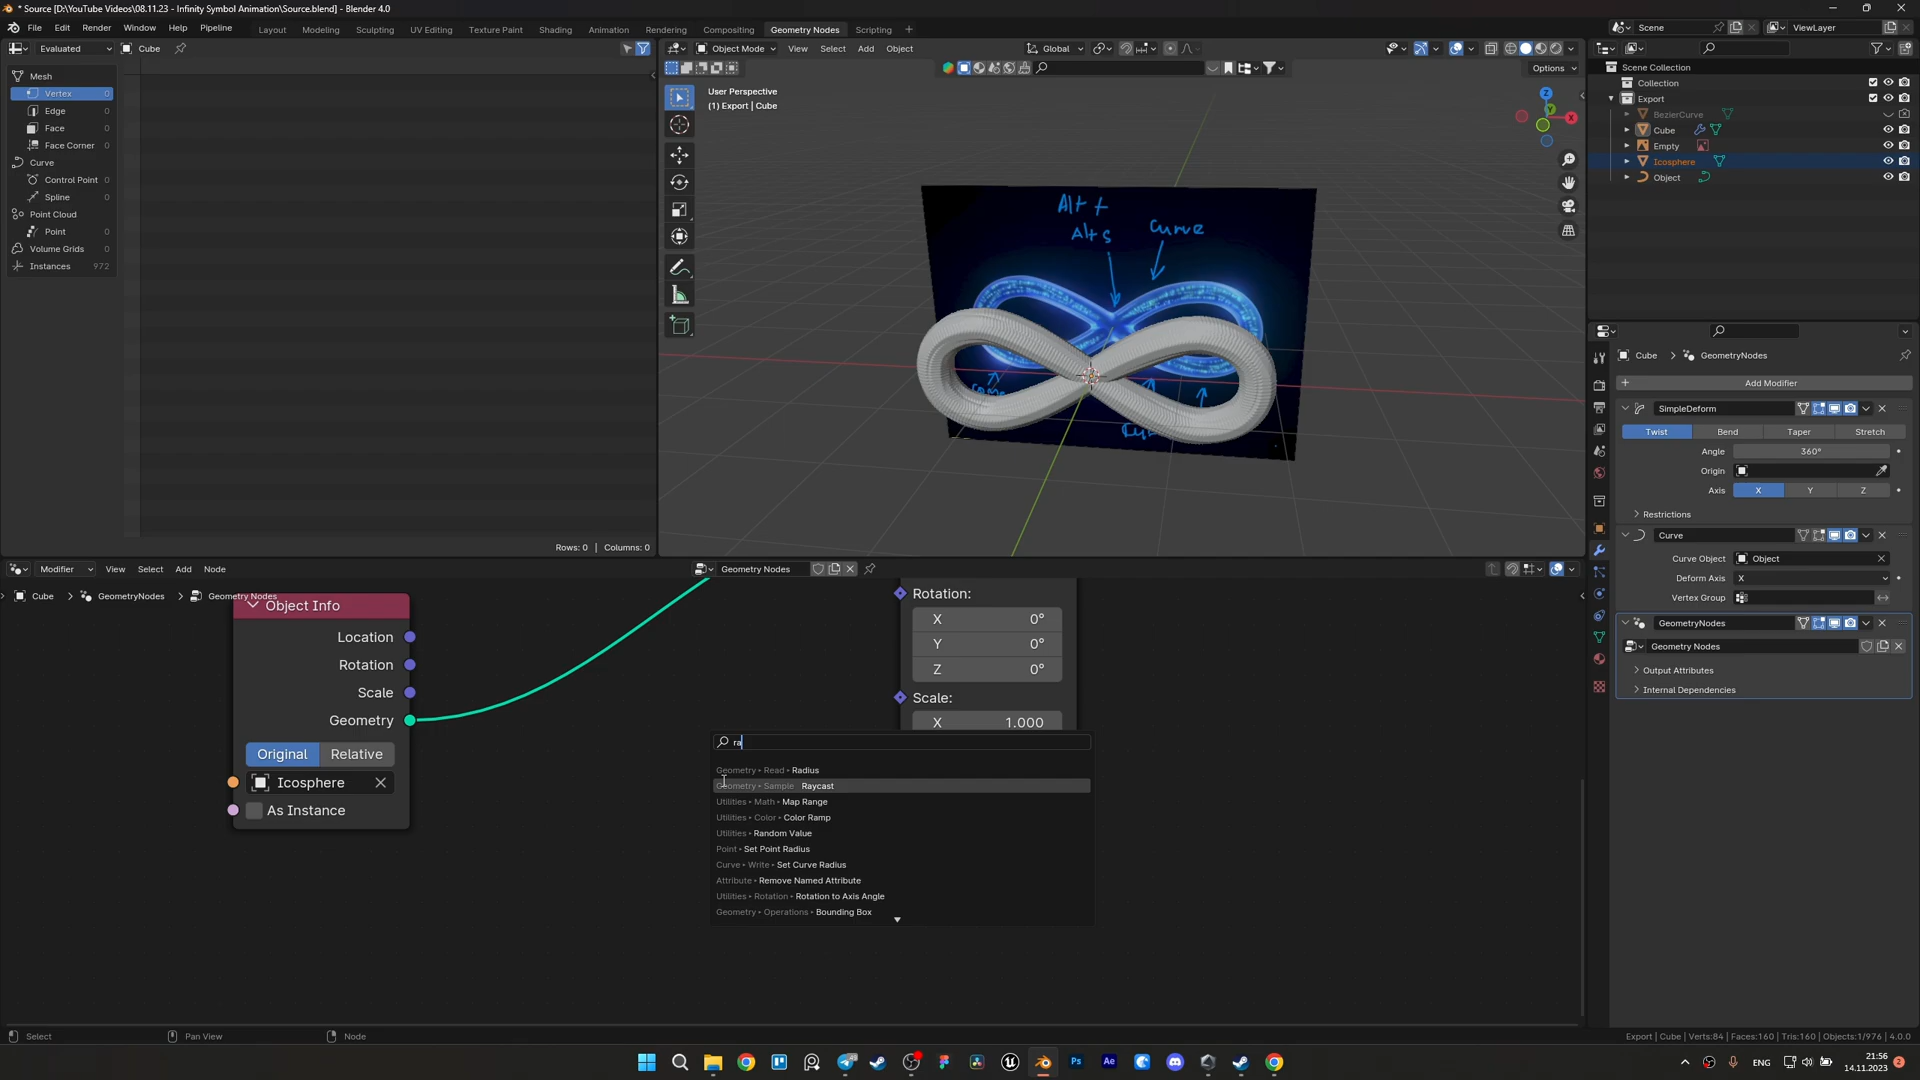 * Source [D:\YouTube Videos\08.11.23 - Infinity Symbol Animation\Source.blend] - Blender 4.0
File Edit Render Window Help Pipeline
Layout Modeling Sculpting UV Editing Texture Paint Shading Animation Rendering Geometry Nodes Compositing Scripting +
Scene
ViewLayer
Evaluated
Cube
Mesh
Vertex 0
Edge 0
Face 0
Face Corner 0
Curve
Control Point 0
Spline 0
Point Cloud
Point 0
Volume Grids 0
Instances 972
Rows: 0 | Columns: 0
Object Mode View Select Add Object
Global
Options
User Perspective
(1) Export | Cube
Alt +
Alt s
Curve
Z
Y
X
Scene Collection
Collection
Export
BezierCurve
Cube
Empty
Icosphere
Object
Cube > GeometryNodes
Add Modifier
SimpleDeform
Twist Bend Taper Stretch
Angle 360°
Origin
Axis X Y Z
Restrictions
Curve
Curve Object Object
Deform Axis X
Vertex Group
GeometryNodes
Geometry Nodes
Output Attributes
Internal Dependencies
Modifier View Select Add Node
Geometry Nodes
Cube > GeometryNodes > Geometry Nodes
Object Info
Location
Rotation
Scale
Geometry
Original Relative
Icosphere
As Instance
Rotation:
X 0°
Y 0°
Z 0°
Scale:
X 1.000
ra
Geometry ▸ Read ▸ Radius
Geometry ▸ Sample ▸ Raycast
Utilities ▸ Math ▸ Map Range
Utilities ▸ Color ▸ Color Ramp
Utilities ▸ Random Value
Point ▸ Set Point Radius
Curve ▸ Write ▸ Set Curve Radius
Attribute ▸ Remove Named Attribute
Utilities ▸ Rotation ▸ Rotation to Axis Angle
Geometry ▸ Operations ▸ Bounding Box
Select
Pan View
Node
Export | Cube | Verts:84 | Faces:160 | Tris:160 | Objects:1/976 | 4.0.0
ENG
21:56
14.11.2023
2